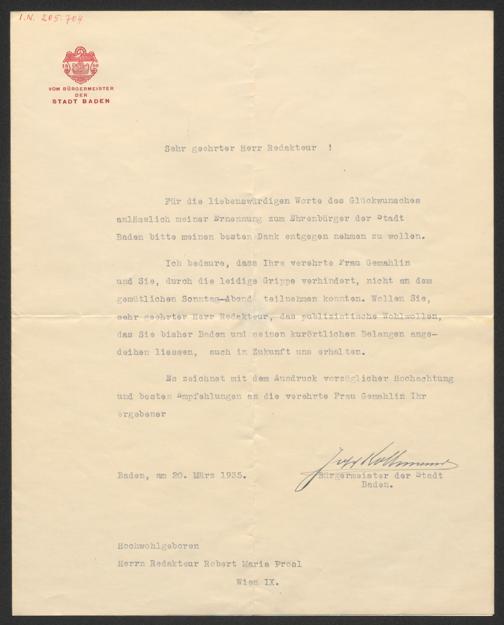 I.N. 205.704
VOM BÜRGERMEISTER
DER
STADT BADEN
Sehr geehrter Herr Redakteur !
Für die liebenswürdigen Worte des Glückwunsches
anlässlich meiner Ernennung zum Ehrenbürger der Stadt
Baden bitte meinen besten Dank entgegen nehmen zu wollen.
Ich bedaure, dass Ihre verehrte Frau Gemahlin
und Sie, durch die leidige Grippe verhindert, nicht an dem
gemütlichen Sonntag-Abend teilnehmen konnten. Wollen Sie,
sehr geehrter Herr Redakteur, das publizistische Wohlwollen,
das Sie bisher Baden und seinen kurörtlichen Belangen ange-
deihen liessen, auch in Zukunft uns erhalten.
Es zeichnet mit dem Ausdruck vorzüglicher Hochachtung
und besten Empfehlungen an die verehrte Frau Gemahlin Ihr
ergebener
Josef Kollmann
Baden, am 20. März 1935.
Bürgermeister der Stadt
Baden.
Hochwohlgeboren
Herrn Redakteur Robert Maria Prosl
Wien IX.